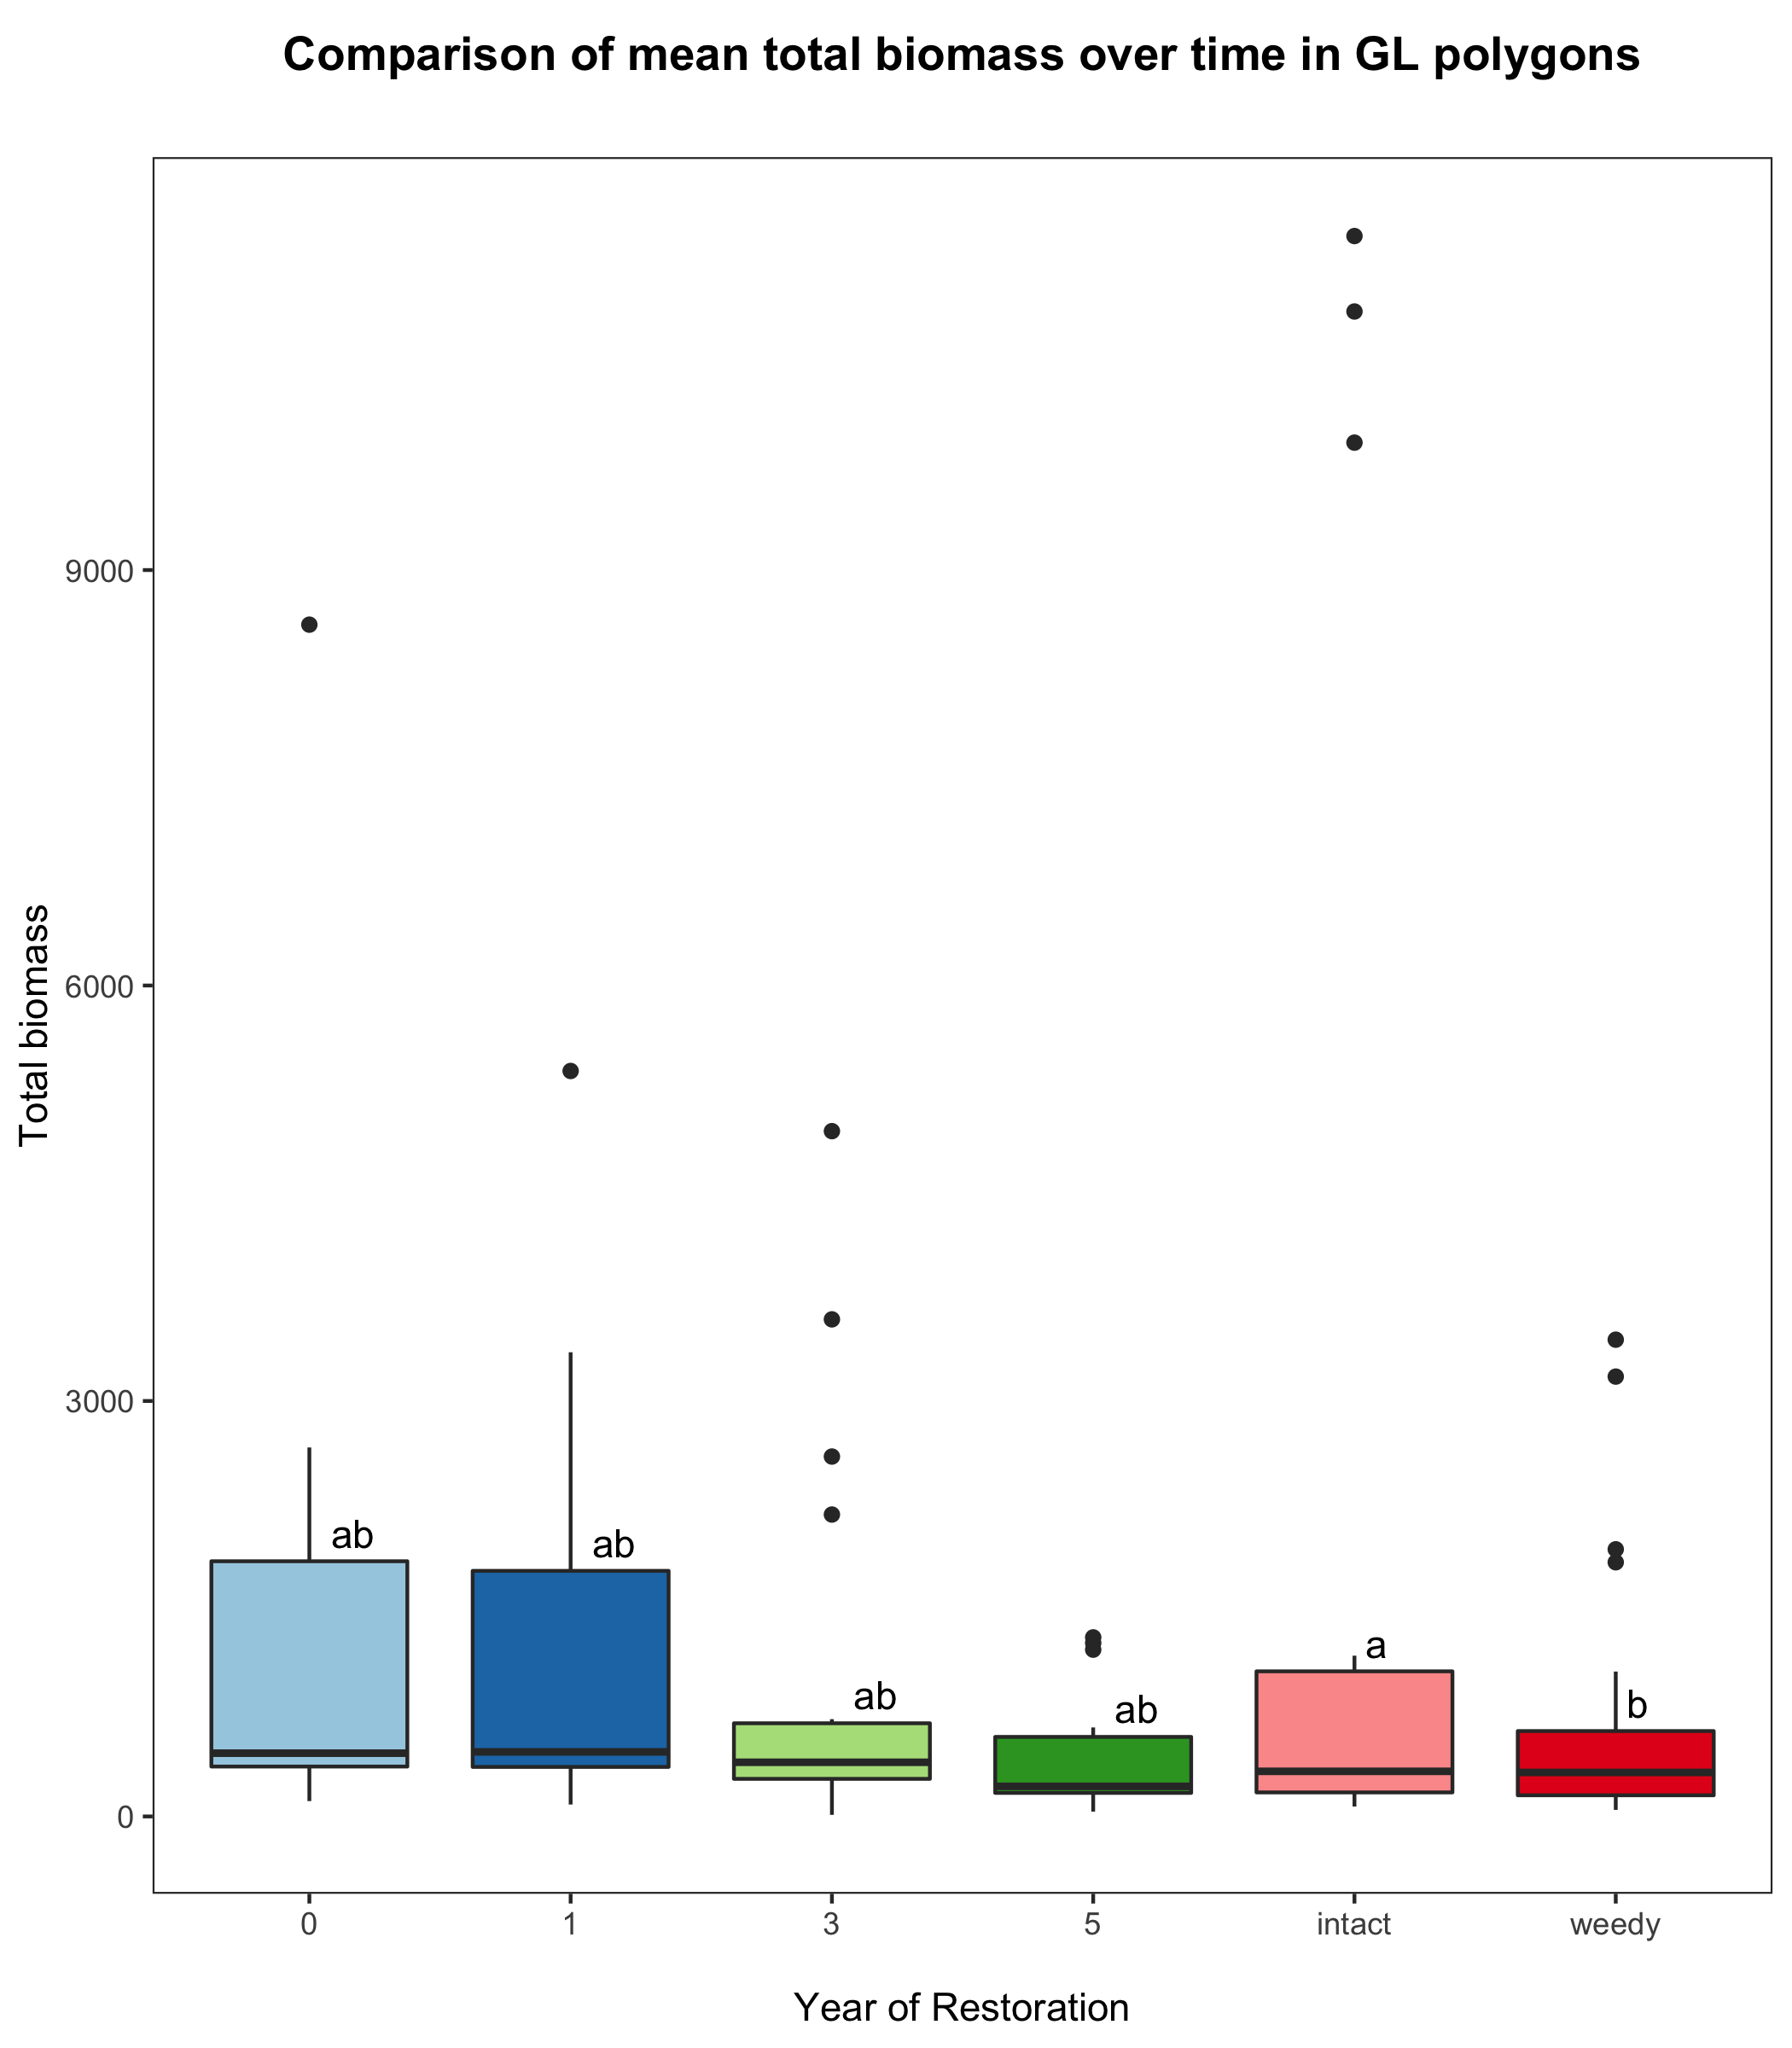 Comparison of mean total biomass over time in GL polygons
Total biomass
9000
6000
3000
0
ab
ab
ab
ab
a
b
0 1 3 5 intact weedy
Year of Restoration